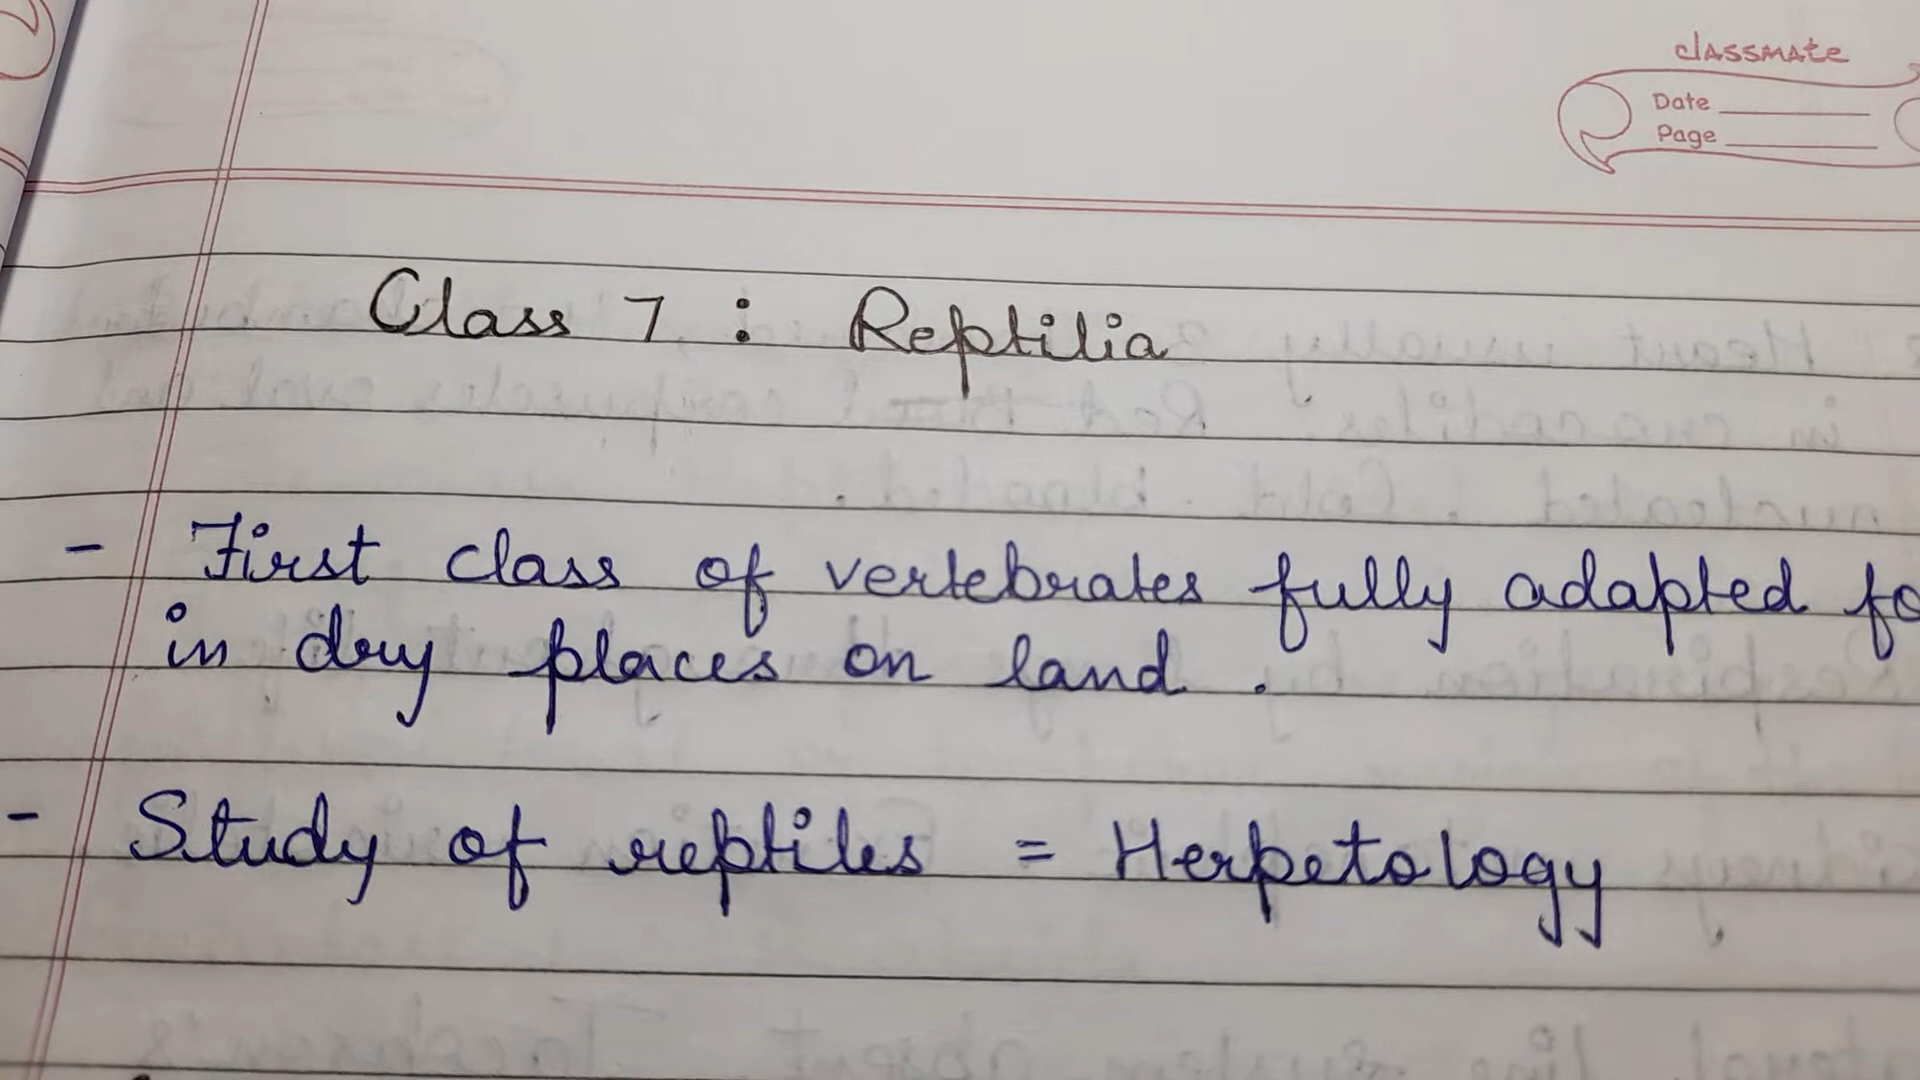 classmate
Date
Page
Class 7 : Reptilia
- First class of vertebrates fully adapted fo
in dry places on land .
- Study of reptiles = Herpetology